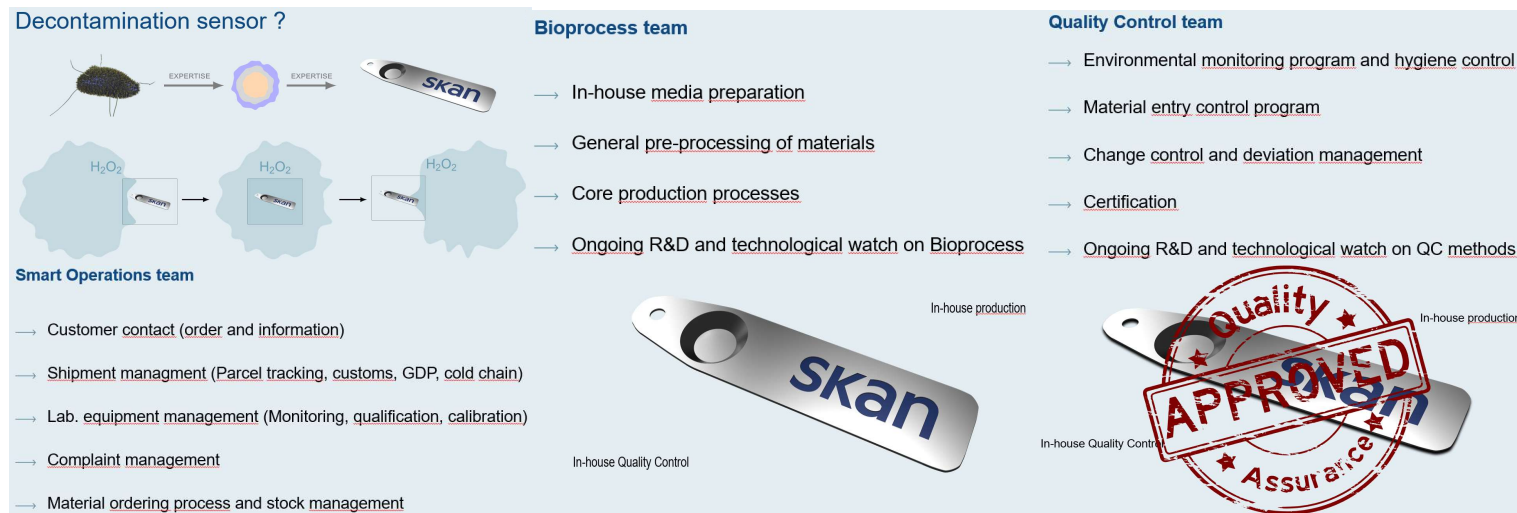 Decontamination sensor ?
EXPERTISE
EXPERTISE
skan
H₂O₂
H₂O₂
H₂O₂
skan
skan
skan
Smart Operations team
Customer contact (order and information)
Shipment managment (Parcel tracking, customs, GDP, cold chain)
Lab. equipment management (Monitoring, qualification, calibration)
Complaint management
Material ordering process and stock management
Bioprocess team
In-house media preparation
General pre-processing of materials
Core production processes
Ongoing R&D and technological watch on Bioprocess
In-house production
skan
In-house Quality Control
Quality Control team
Environmental monitoring program and hygiene control
Material entry control program
Change control and deviation management
Certification
Ongoing R&D and technological watch on QC methods
In-house production
skan
Quality
APPROVED
Assurance
In-house Quality Control